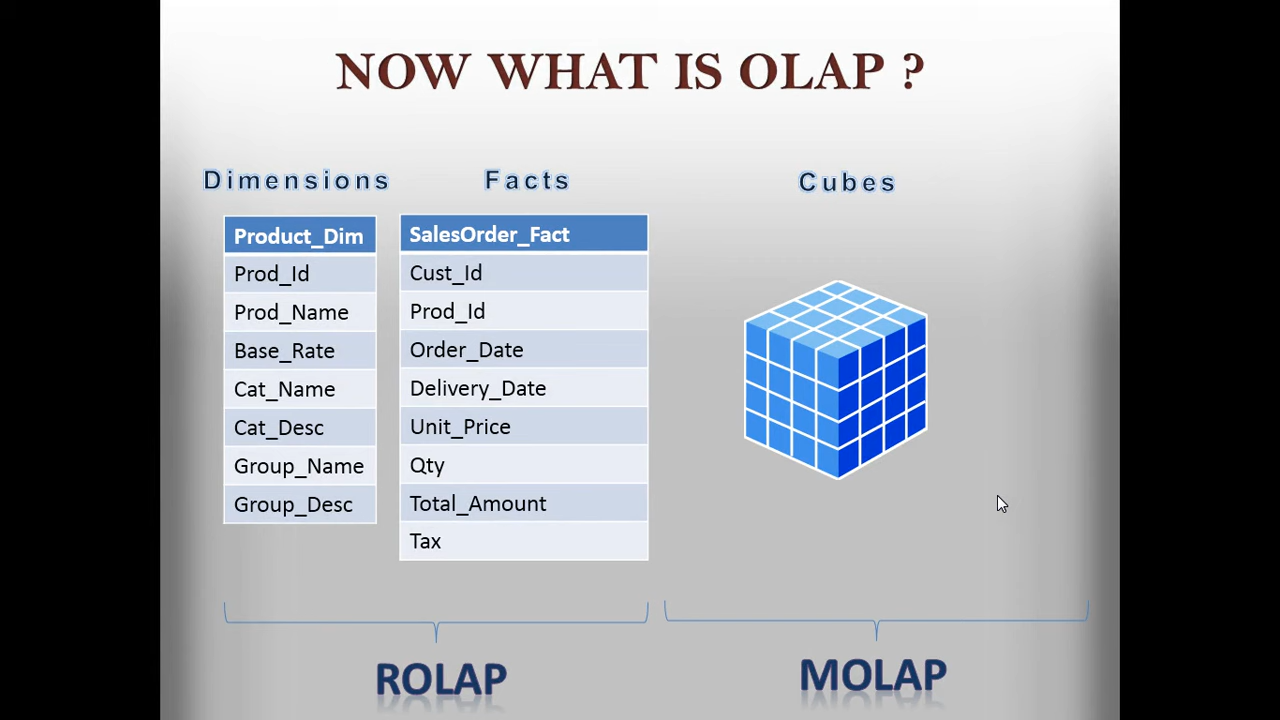 NOW WHAT IS OLAP ?
Dimensions
Facts
Cubes
Product_Dim
Prod_Id
Prod_Name
Base_Rate
Cat_Name
Cat_Desc
Group_Name
Group_Desc
SalesOrder_Fact
Cust_Id
Prod_Id
Order_Date
Delivery_Date
Unit_Price
Qty
Total_Amount
Tax
ROLAP
MOLAP